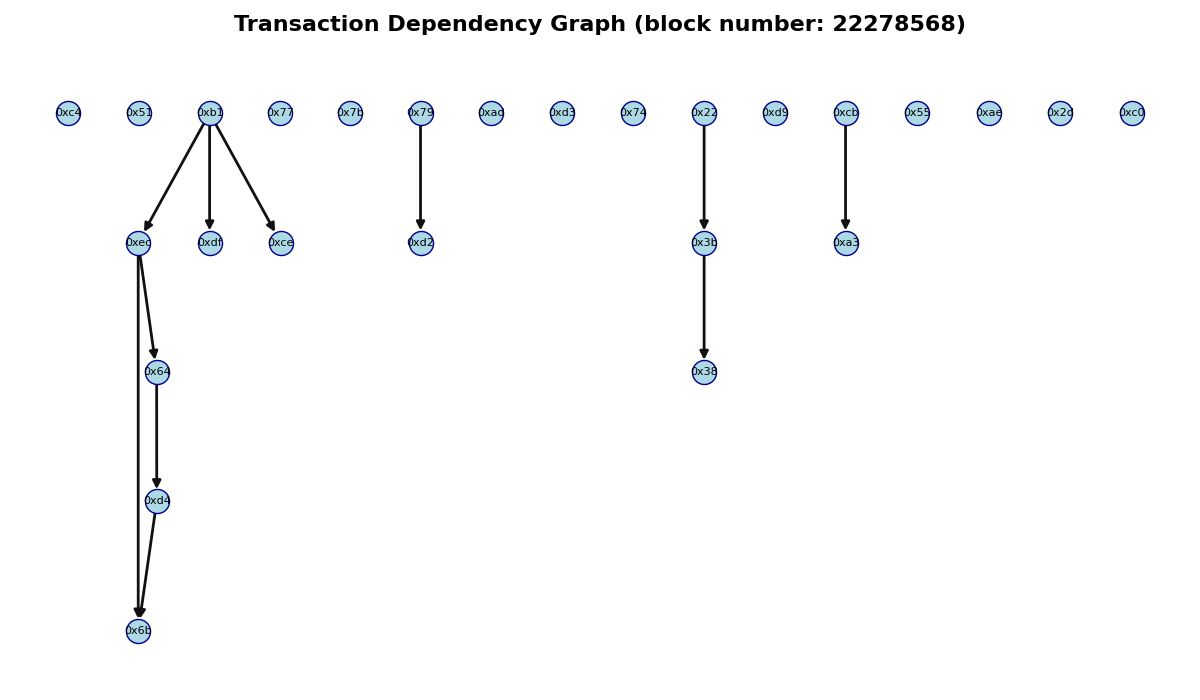 Transaction Dependency Graph (block number: 22278568)
0xc4 0x51 0xb1 0x77 0x7b 0x79 0xad 0xd3 0x74 0x22 0xd9 0xcb 0x55 0xae 0x2d 0xc0
0xec 0xdf 0xce 0xd2 0x3b 0xa3
0x64 0x38
0xd4
0x6b